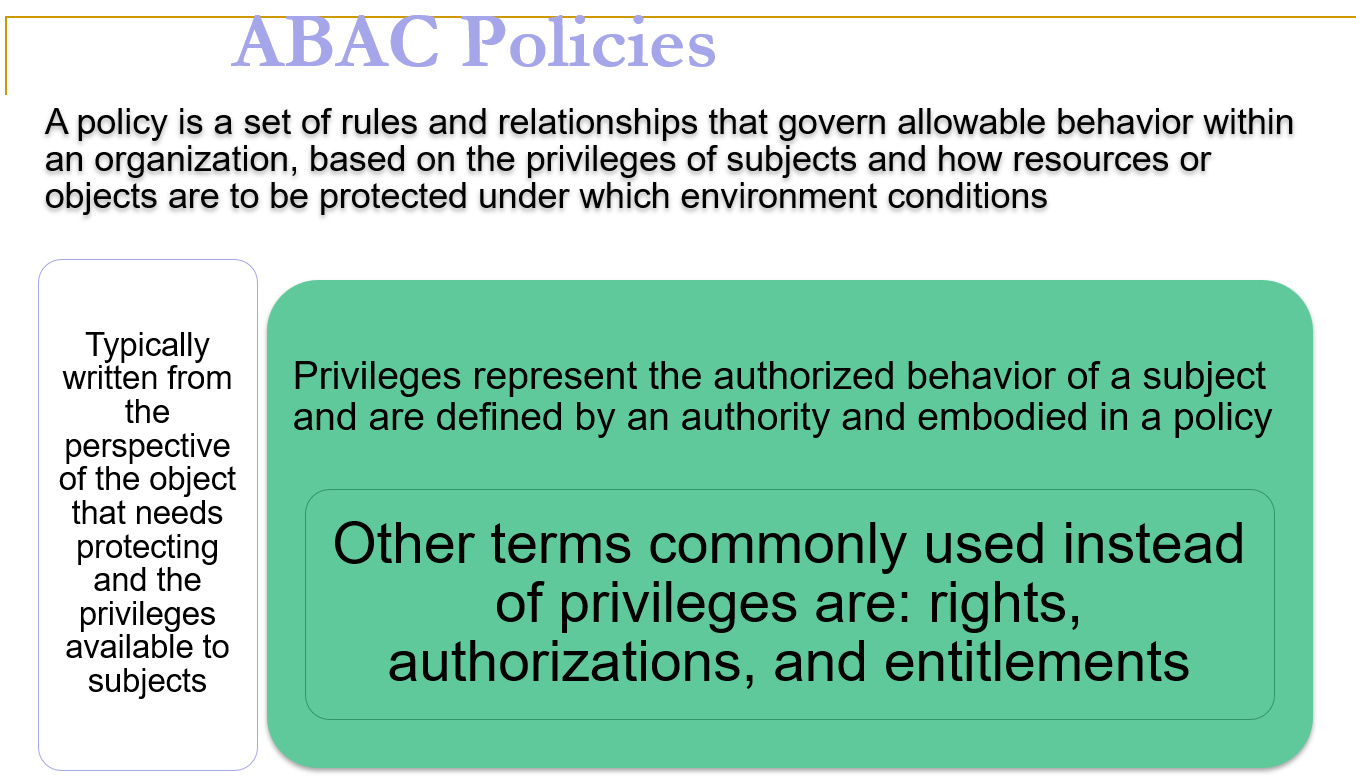 ABAC Policies
A policy is a set of rules and relationships that govern allowable behavior within
an organization, based on the privileges of subjects and how resources or
objects are to be protected under which environment conditions
Typically
written from
the
perspective
of the object
that needs
protecting
and the
privileges
available to
subjects
Privileges represent the authorized behavior of a subject
and are defined by an authority and embodied in a policy
Other terms commonly used instead
of privileges are: rights,
authorizations, and entitlements